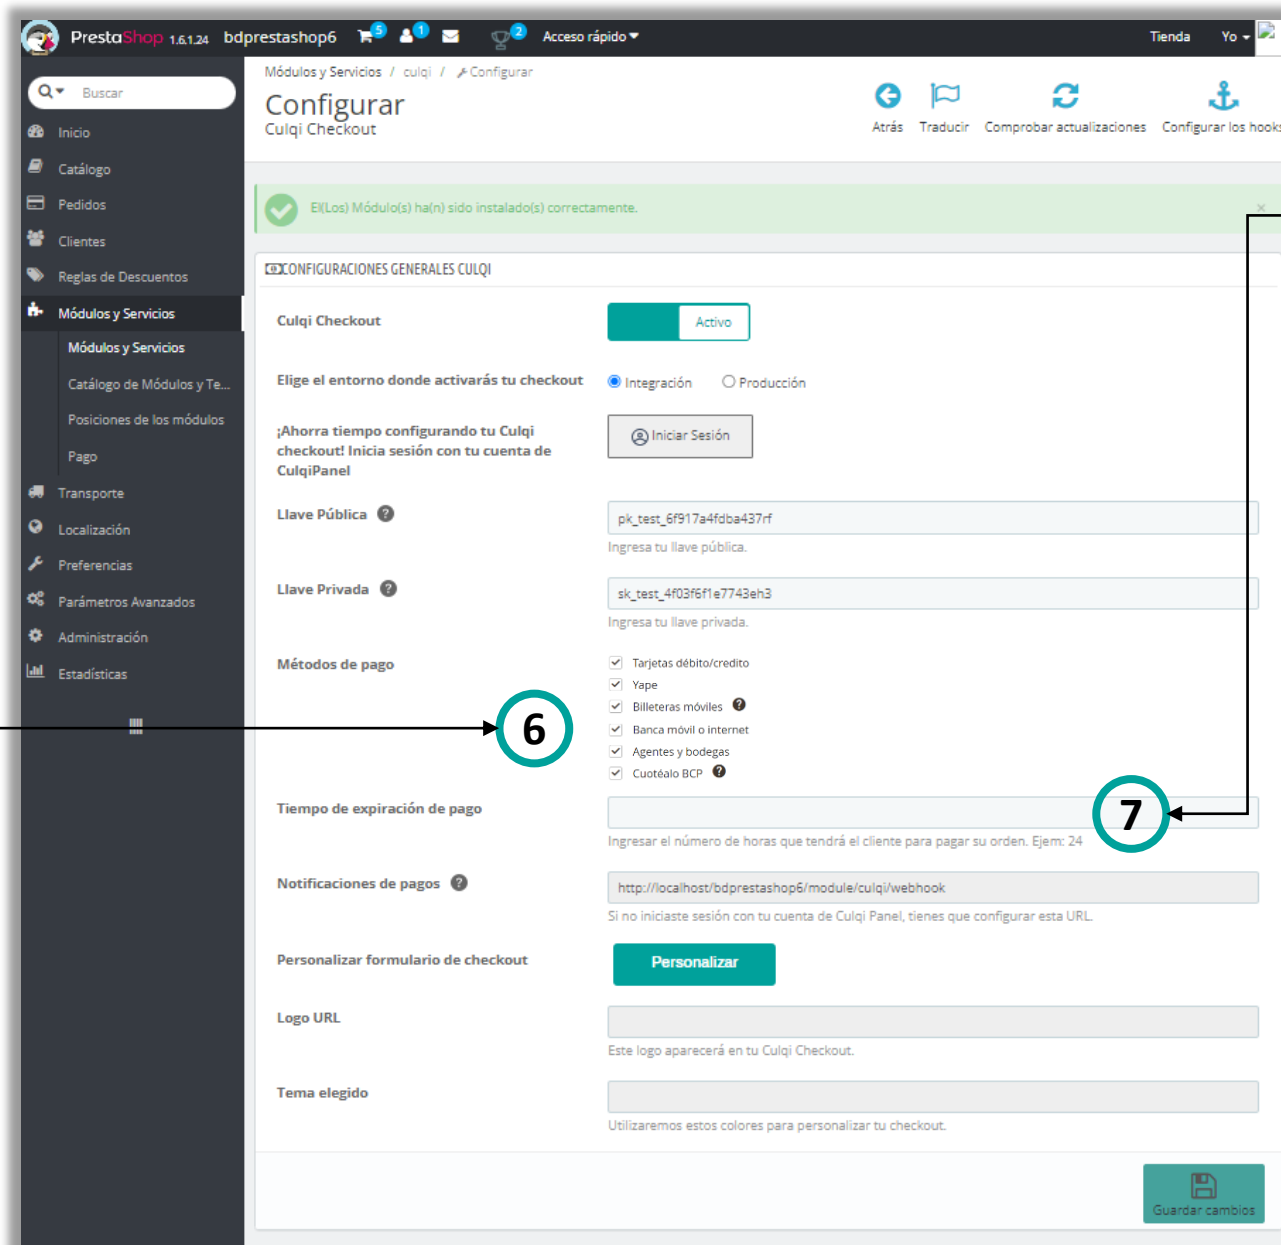 PrestaShop 1.6.1.24 bdprestashop6 5 1 2 Acceso rápido Tienda Yo
Buscar
Inicio
Catálogo
Pedidos
Clientes
Reglas de Descuentos
Módulos y Servicios
Módulos y Servicios
Catálogo de Módulos y Te...
Posiciones de los módulos
Pago
Transporte
Localización
Preferencias
Parámetros Avanzados
Administración
Estadísticas
Módulos y Servicios / culqi / Configurar
Configurar
Culqi Checkout
Atrás Traducir Comprobar actualizaciones Configurar los hooks
El(Los) Módulo(s) ha(n) sido instalado(s) correctamente. ×
CONFIGURACIONES GENERALES CULQI
Culqi Checkout Activo
Elige el entorno donde activarás tu checkout Integración Producción
¡Ahorra tiempo configurando tu Culqi
checkout! Inicia sesión con tu cuenta de
CulqiPanel
Iniciar Sesión
Llave Pública ? pk_test_6f917a4fdba437rf
Ingresa tu llave pública.
Llave Privada ? sk_test_4f03f6f1e7743eh3
Ingresa tu llave privada.
Métodos de pago
Tarjetas débito/credito
Yape
Billeteras móviles ?
Banca móvil o internet
Agentes y bodegas
Cuotéalo BCP ?
6
Tiempo de expiración de pago
7
Ingresar el número de horas que tendrá el cliente para pagar su orden. Ejem: 24
Notificaciones de pagos ? http://localhost/bdprestashop6/module/culqi/webhook
Si no iniciaste sesión con tu cuenta de Culqi Panel, tienes que configurar esta URL.
Personalizar formulario de checkout Personalizar
Logo URL
Este logo aparecerá en tu Culqi Checkout.
Tema elegido
Utilizaremos estos colores para personalizar tu checkout.
Guardar cambios